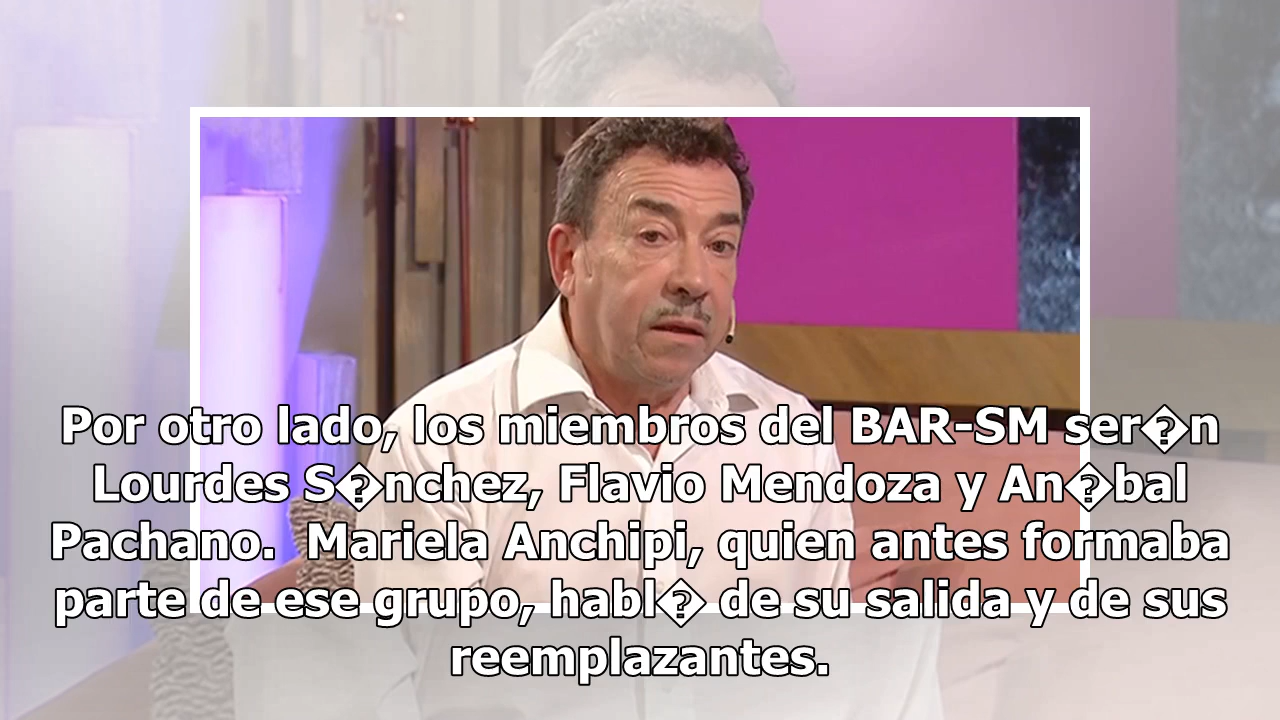 Por otro lado, los miembros del BAR-SM ser�n
Lourdes S�nchez, Flavio Mendoza y An�bal
Pachano.  Mariela Anchipi, quien antes formaba
parte de ese grupo, habl� de su salida y de sus
reemplazantes.